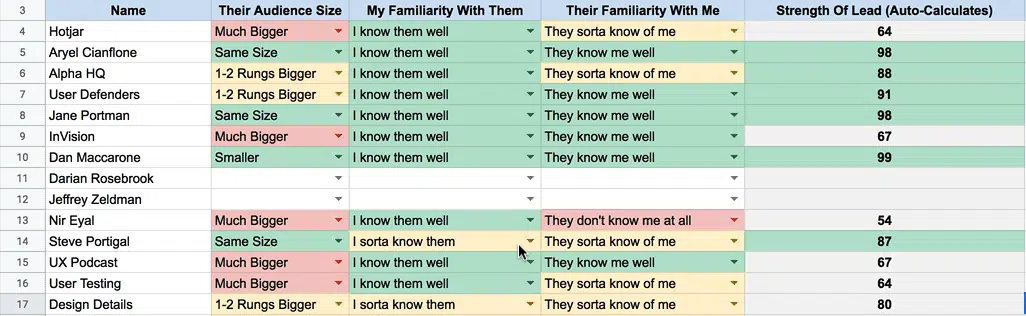 3 Name Their Audience Size My Familiarity With Them Their Familiarity With Me Strength Of Lead (Auto-Calculates)
4 Hotjar Much Bigger I know them well They sorta know of me 64
5 Aryel Cianflone Same Size I know them well They know me well 98
6 Alpha HQ 1-2 Rungs Bigger I know them well They sorta know of me 88
7 User Defenders 1-2 Rungs Bigger I know them well They know me well 91
8 Jane Portman Same Size I know them well They know me well 98
9 InVision Much Bigger I know them well They know me well 67
10 Dan Maccarone Smaller I know them well They know me well 99
11 Darian Rosebrook
12 Jeffrey Zeldman
13 Nir Eyal Much Bigger I know them well They don't know me at all 54
14 Steve Portigal Same Size I sorta know them They sorta know of me 87
15 UX Podcast Much Bigger I know them well They know me well 67
16 User Testing Much Bigger I know them well They sorta know of me 64
17 Design Details 1-2 Rungs Bigger I sorta know them They sorta know of me 80